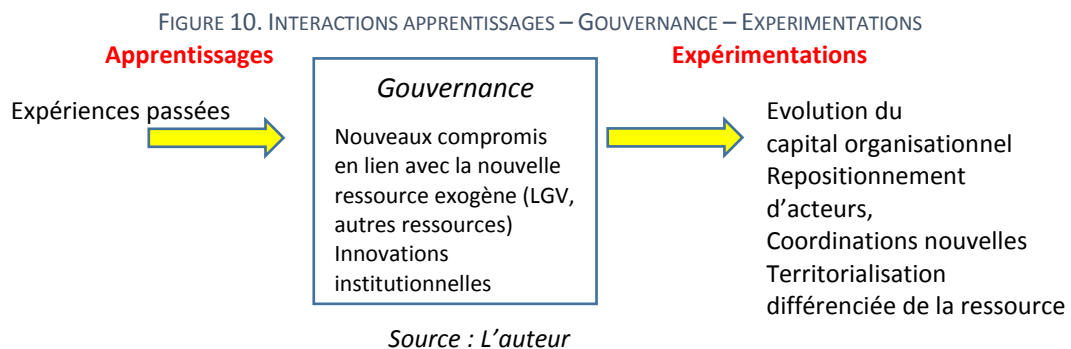 FIGURE 10. INTERACTIONS APPRENTISSAGES – GOUVERNANCE – EXPERIMENTATIONS
Apprentissages
Expériences passées
Gouvernance
Nouveaux compromis
en lien avec la nouvelle
ressource exogène (LGV,
autres ressources)
Innovations
institutionnelles
Expérimentations
Evolution du
capital organisationnel
Repositionnement
d’acteurs,
Coordinations nouvelles
Territorialisation
différenciée de la ressource
Source : L’auteur